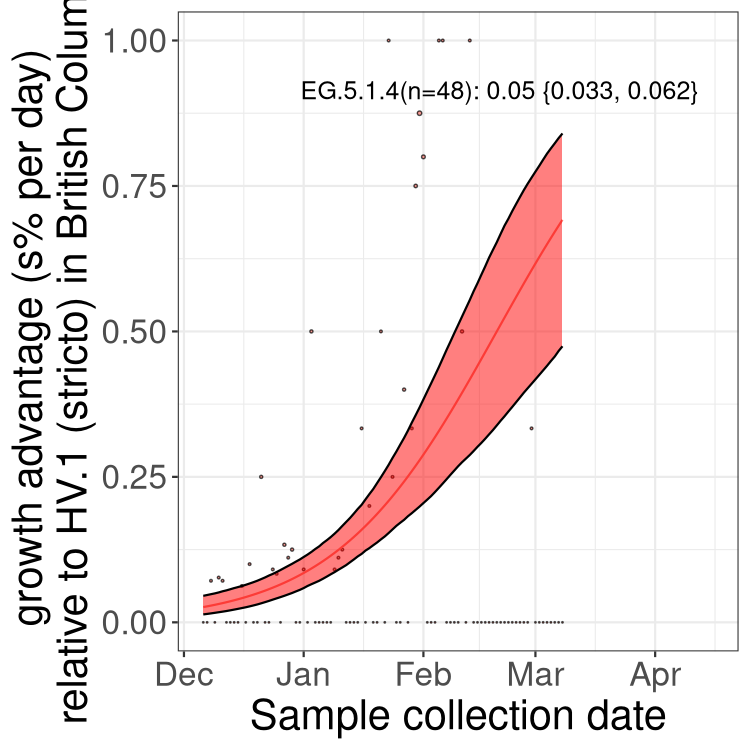 growth advantage (s% per day)
relative to HV.1 (stricto) in British Colum
1.00
0.75
0.50
0.25
0.00
EG.5.1.4(n=48): 0.05 {0.033, 0.062}
Dec Jan Feb Mar Apr
Sample collection date